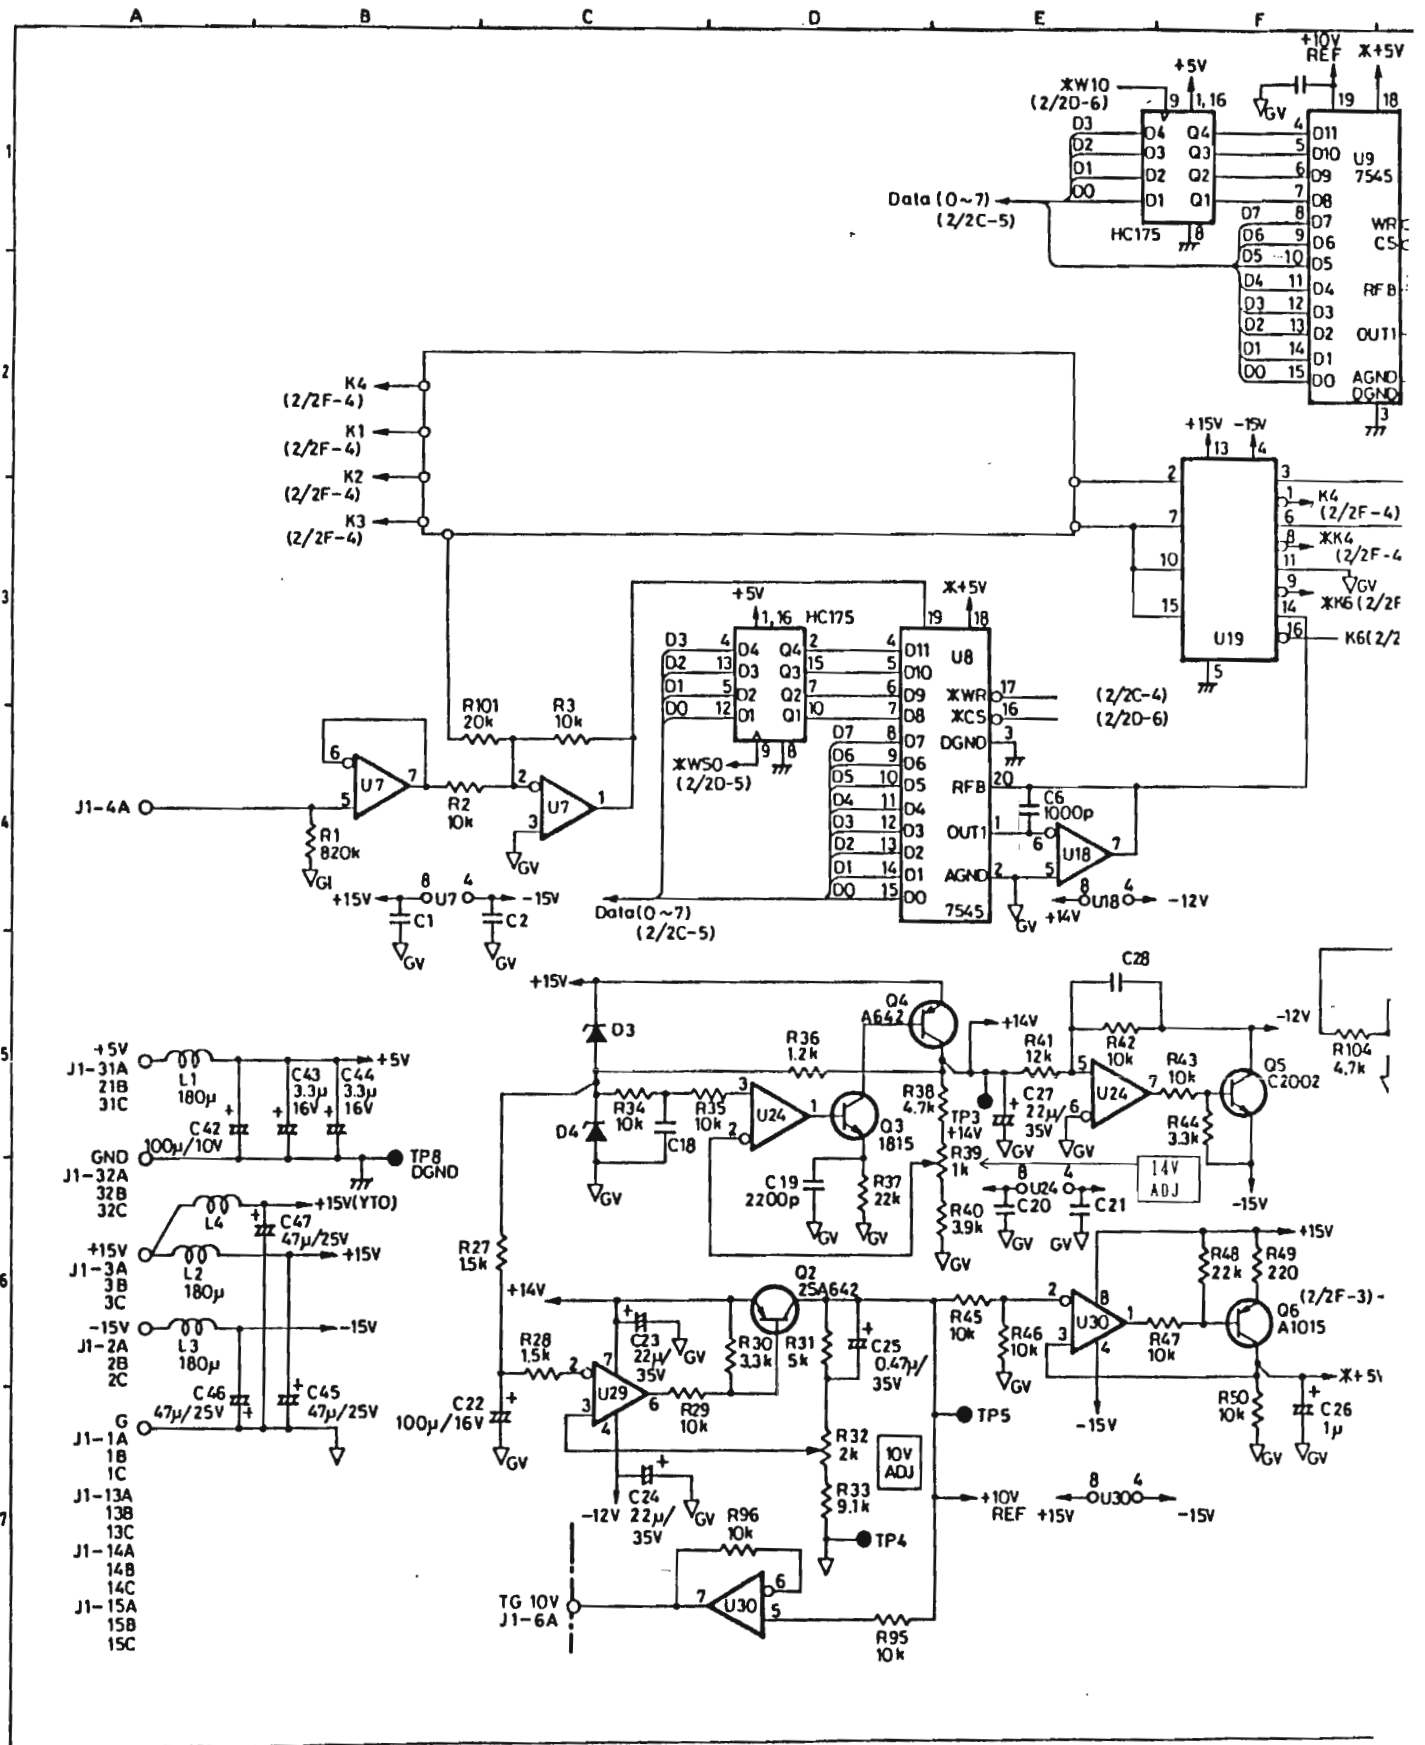 A B C D E F
1
2
3
4
5
6
7
+10V
REF
✻+5V
+5V
✻W10
(2/2D-6)
9 1,16
GV
19 18
D3 D4 Q4 4 D11
D2 D3 Q3 5 D10
D1 D2 Q2 6 D9
D0 D1 Q1 7 D8
U9
7545
Data(0~7)
(2/2C-5)
HC175
8
D7 8 D7 WR
D6 9 D6 CS
D5 10 D5
D4 11 D4 RFB
D3 12 D3
D2 13 D2 OUT1
D1 14 D1
D0 15 D0 AGND
DGND
3
K4
(2/2F-4)
K1
(2/2F-4)
K2
(2/2F-4)
K3
(2/2F-4)
+15V -15V
13 4
2 3
1 K4
(2/2F-4)
7 6
8 ✻K4
(2/2F-4
10 11
GV
9
✻K6(2/2F
15 14
U19 16 K6(2/2
5
+5V
1,16 HC175
✻+5V
19 18
D3 4 D4 Q4 2 4 D11 U8
D2 13 D3 Q3 15 5 D10
D1 5 D2 Q2 7 6 D9 ✻WR 17 (2/2C-4)
D0 12 D1 Q1 10 7 D8 ✻CS 16 (2/2D-6)
9 8
✻W50
(2/2D-5)
D7 8 D7 DGND 3
D6 9 D6
D5 10 D5 RFB 20
D4 11 D4
D3 12 D3 OUT1 1
D2 13 D2
D1 14 D1 AGND 2
D0 15 D0
7545
Data(0~7)
(2/2C-5)
C6
1000p
6 U18 7
5
GV
8 U18 4
+14V -12V
R101
20k
R3
10k
6 U7 7
5
J1-4A
R1
820k
GI
R2
10k
2 U7 1
3
GV
+15V 8 U7 4 -15V
C1 C2
GV GV
+15V
D3
D4
R36
1.2k
Q4
A642
+14V
R34
10k
C18
R35
10k
3 U24 1
2
Q3
1815
C19
2200p
R37
22k
R38
4.7k
TP3
+14V
R39
1k
R40
3.9k
14V
ADJ
GV GV GV GV
C27
22µ/
35V
GV
R41
12k
C28
R42
10k
5 U24 7
6
GV
R43
10k
R44
3.3k
Q5
C2002
-12V
-15V
8 U24 4
C20 C21
GV GV
R104
4.7k
+5V
J1-31A
21B
31C
L1
180µ
C43
3.3µ
16V
C44
3.3µ
16V
+5V
C42
100µ/10V
GND
J1-32A
32B
32C
TP8
DGND
+15V(YTO)
L4
C47
47µ/25V
+15V
J1-3A
3B
3C
L2
180µ
+15V
-15V
J1-2A
2B
2C
L3
180µ
-15V
C46
47µ/25V
C45
47µ/25V
G
J1-1A
1B
1C
J1-13A
13B
13C
J1-14A
14B
14C
J1-15A
15B
15C
R27
1.5k
+14V
R28
1.5k
C22
100µ/16V
GV
2 7 U29 6
3 4
C23
22µ/
35V
GV
C24
22µ/
35V
GV
-12V
R29
10k
R30
3.3k
Q2
2SA642
R31
5k
C25
0.47µ/
35V
R32
2k
10V
ADJ
R33
9.1k
TP4
TP5
+10V
REF
R45
10k
R46
10k
GV
2 8 U30 1
3 4
-15V
R47
10k
+15V
R48
22k
R49
220
(2/2F-3)
Q6
A1015
✻+5V
R50
10k
C26
1µ
GV GV
8 U30 4
+15V -15V
R96
10k
7 U30 6
5
TG 10V
J1-6A
R95
10k